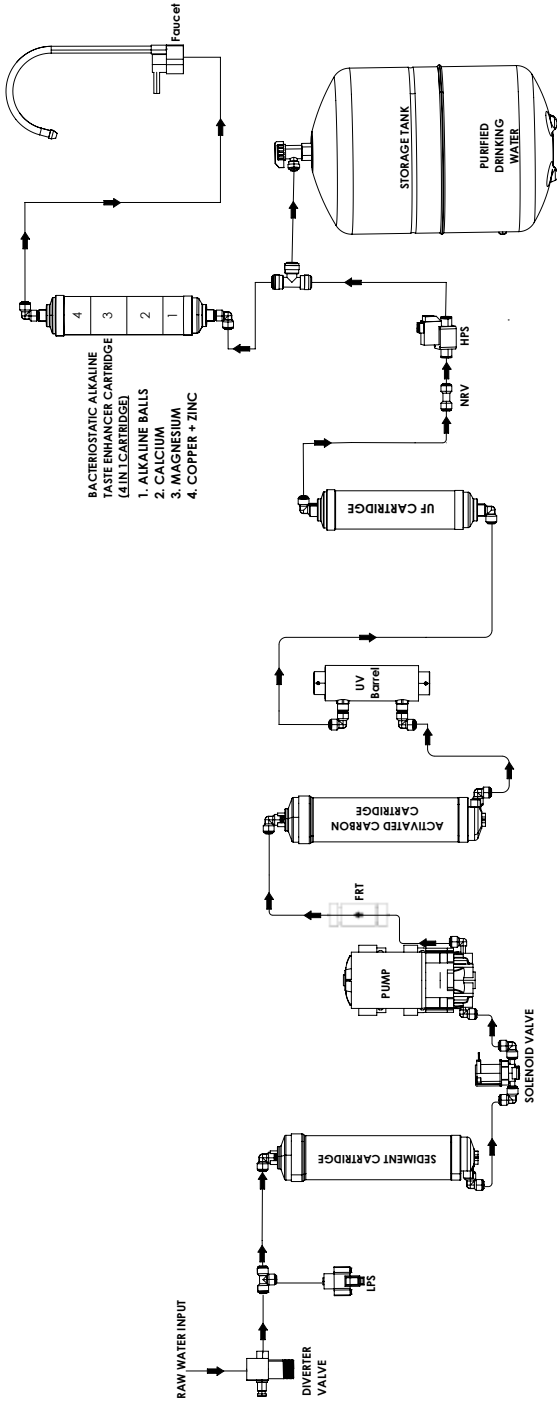 RAW WATER INPUT
DIVERTER
VALVE
LPS
SEDIMENT CARTRIDGE
SOLENOID VALVE
PUMP
FRT
ACTIVATED CARBON
CARTRIDGE
UV
Barrel
UF CARTRIDGE
NRV
HPS
BACTERIOSTATIC ALKALINE
TASTE ENHANCER CARTRIDGE
(4 IN 1 CARTRIDGE)
1. ALKALINE BALLS
2. CALCIUM
3. MAGNESIUM
4. COPPER + ZINC
4
3
2
1
STORAGE TANK
PURIFIED
DRINKING
WATER
Faucet